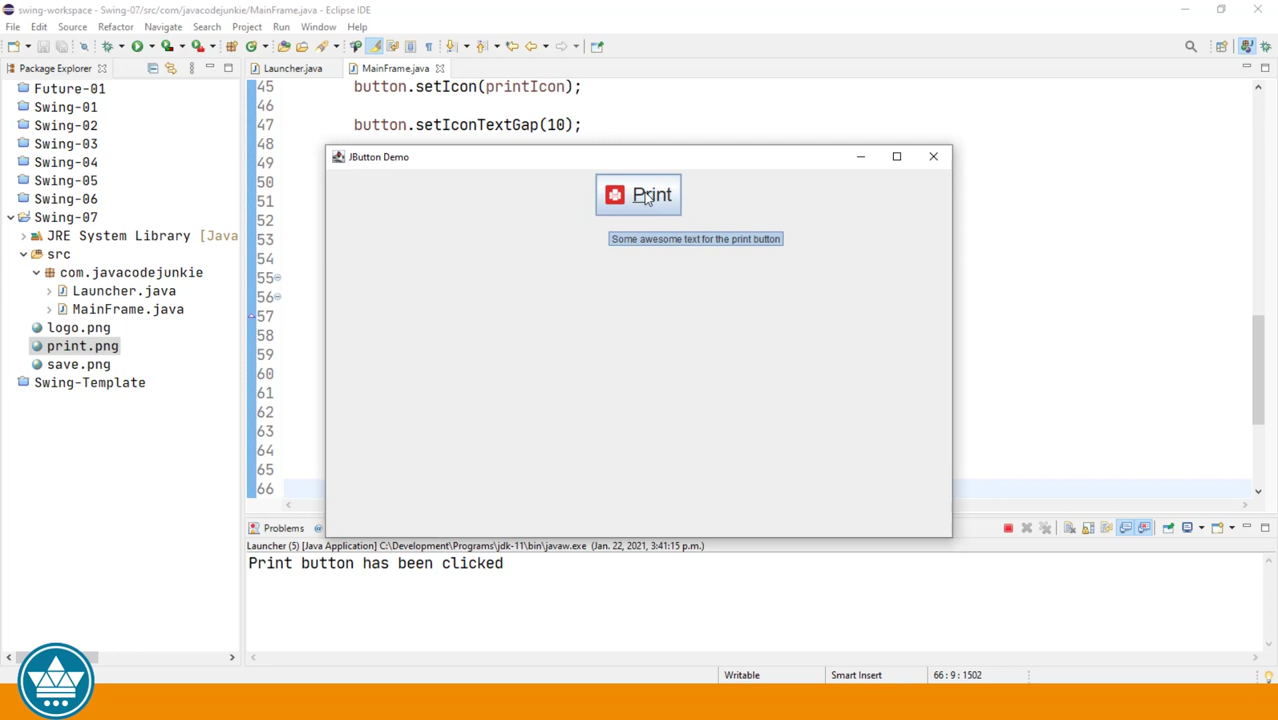 swing-workspace - Swing-07/src/com/javacodejunkie/MainFrame.java - Eclipse IDE
File Edit Source Refactor Navigate Search Project Run Window Help
Package Explorer
Launcher.java
MainFrame.java
Future-01
Swing-01
Swing-02
Swing-03
Swing-04
Swing-05
Swing-06
Swing-07
JRE System Library [Java
src
com.javacodejunkie
Launcher.java
MainFrame.java
logo.png
print.png
save.png
Swing-Template
45 button.setIcon(printIcon);
46
47 button.setIconTextGap(10);
48
49
50
51
52
53
54
55
56
57
58
59
60
61
62
63
64
65
66
JButton Demo
Print
Some awesome text for the print button
Problems @
Launcher (5) [Java Application] C:\Development\Programs\jdk-11\bin\javaw.exe (Jan. 22, 2021, 3:41:15 p.m.)
Print button has been clicked
Writable
Smart Insert
66 : 9 : 1502